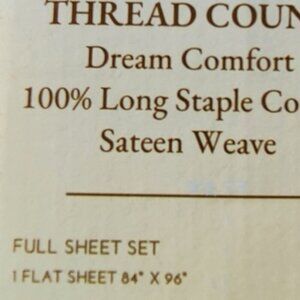 THREAD COUN
Dream Comfort
100% Long Staple Co
Sateen Weave
FULL SHEET SET
1 FLAT SHEET 84" X 96"